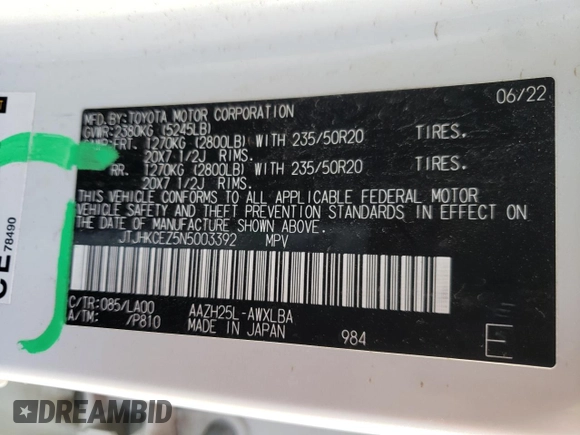 MFD.BY:TOYOTA MOTOR CORPORATION 06/22
GVWR:2380KG (5245LB)
FRT. 1270KG (2800LB) WITH 235/50R20 TIRES.
20X7 1/2J RIMS.
RR. 1270KG (2800LB) WITH 235/50R20 TIRES.
20X7 1/2J RIMS.
THIS VEHICLE CONFORMS TO ALL APPLICABLE FEDERAL MOTOR
VEHICLE SAFETY AND THEFT PREVENTION STANDARDS IN EFFECT ON
THE DATE OF MANUFACTURE SHOWN ABOVE.
JTJHKCEZ5N5003392 MPV
C/TR:085/LA00 AAZH25L-AWXLBA
A/TM: /P810 MADE IN JAPAN 984 E
CE
78490
DREAMBID